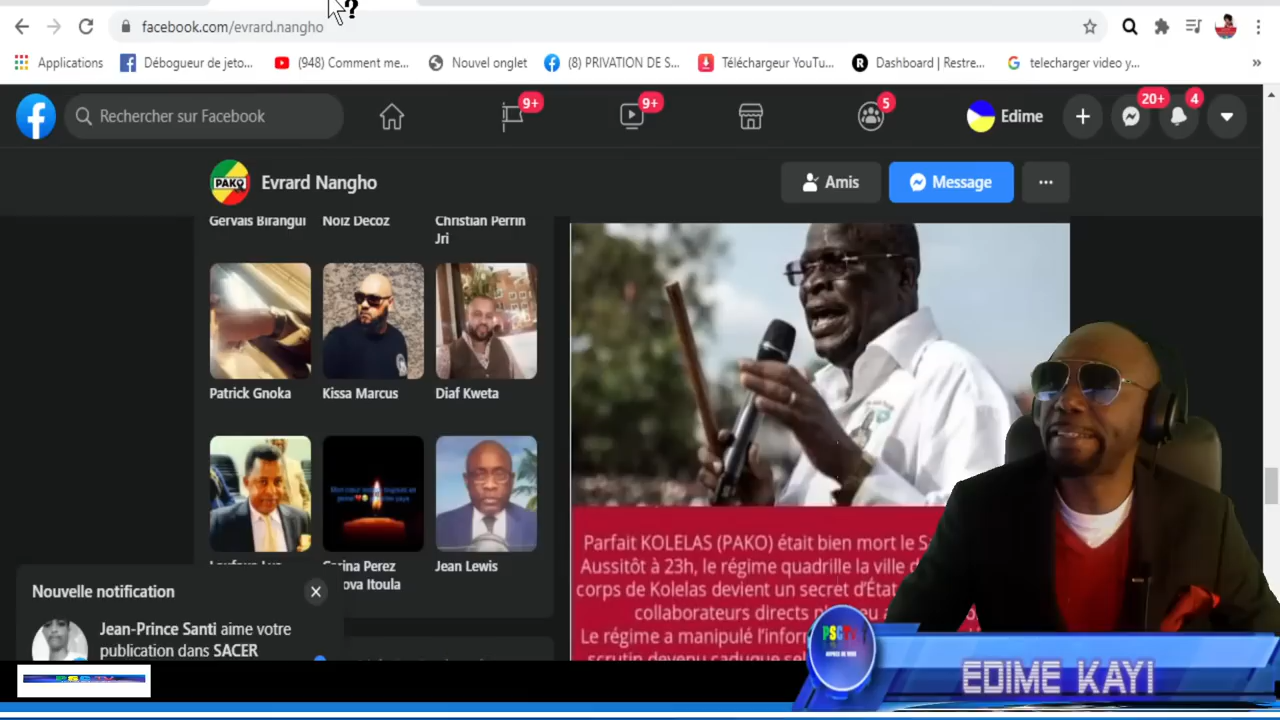 facebook.com/evrard.nangho
Applications
Débogueur de jeto...
(948) Comment me...
Nouvel onglet
(8) PRIVATION DE S...
Téléchargeur YouTu...
Dashboard | Restre...
telecharger video y...
Rechercher sur Facebook
9+
9+
5
Edime
20+
4
PAKO
Evrard Nangho
Amis
Message
Gervais Birangui
Noiz Decoz
Christian Perrin
Jri
Patrick Gnoka
Kissa Marcus
Diaf Kweta
Jean Lewis
Nouvelle notification
Jean-Prince Santi aime votre
publication dans SACER
Parfait KOLELAS (PAKO) était bien mort le
Aussitôt à 23h, le régime quadrille la ville
corps de Kolelas devient un secret d'État
collaborateurs directs
Le régime a manipulé
scrutin devenu caduque
EDIME KAYI